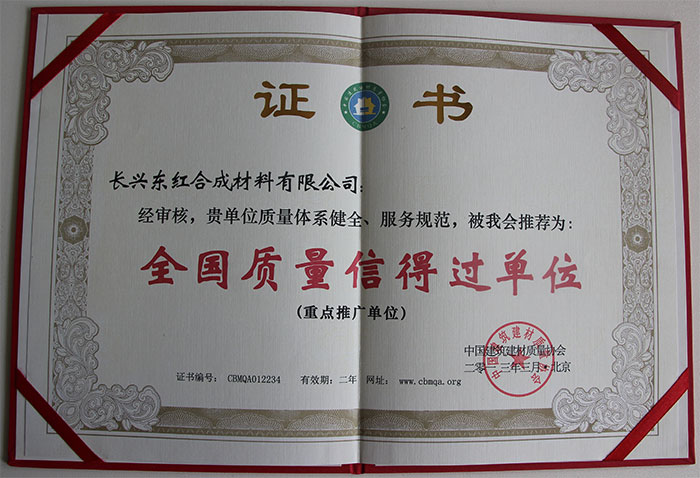 证书
长兴东红合成材料有限公司:
经审核，贵单位质量体系健全、服务规范，被我会推荐为:
全国质量信得过单位
(重点推广单位)
中国建筑建材质量协会
二〇一三年三月·北京
证书编号: CBMQA012234 有效期: 二年 网址: www.cbmqa.org